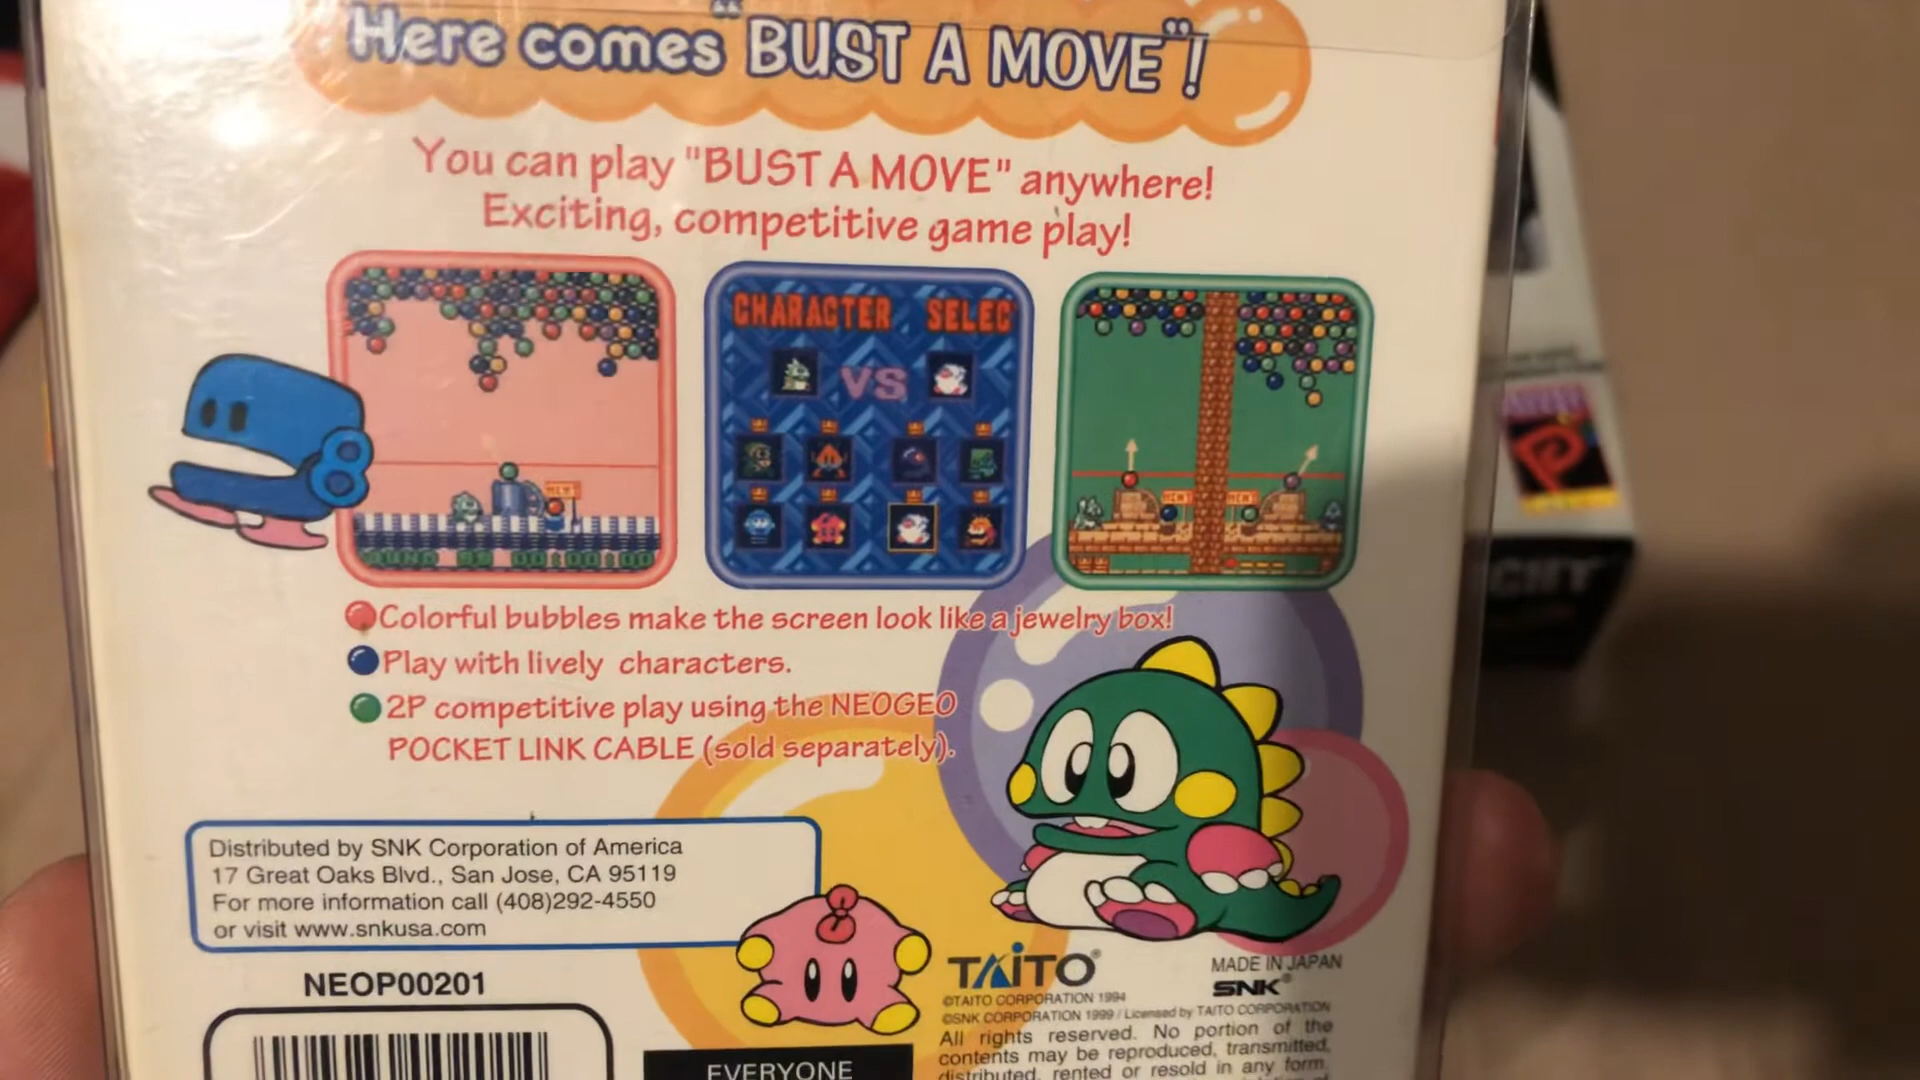 Here comes "BUST A MOVE"!
You can play "BUST A MOVE" anywhere!
Exciting, competitive game play!
CHARACTER SELEC
VS
NEXT
NEXT
NEXT
Colorful bubbles make the screen look like a jewelry box!
Play with lively characters.
2P competitive play using the NEOGEO
POCKET LINK CABLE (sold separately).
Distributed by SNK Corporation of America
17 Great Oaks Blvd., San Jose, CA 95119
For more information call (408)292-4550
or visit www.snkusa.com
NEOP00201
TAITO®
MADE IN JAPAN
SNK®
©TAITO CORPORATION 1994
©SNK CORPORATION 1999 / Licensed by TAITO CORPORATION
All rights reserved. No portion of the
contents may be reproduced, transmitted,
distributed, rented or resold in any form.
EVERYONE